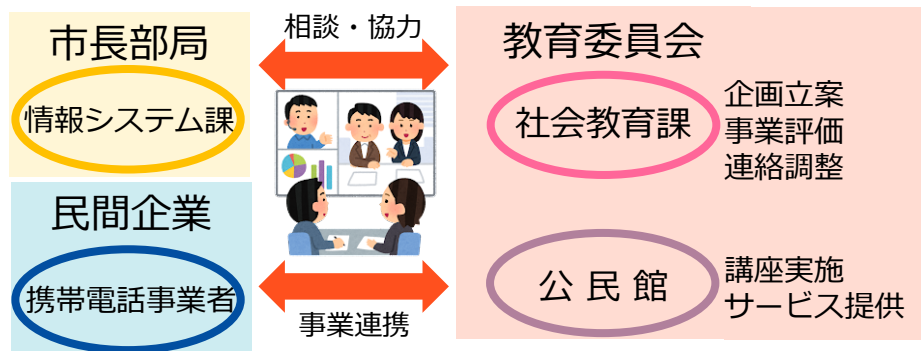 市長部局
情報システム課
相談・協力
教育委員会
社会教育課
企画立案
事業評価
連絡調整
民間企業
携帯電話事業者
事業連携
公民館
講座実施
サービス提供